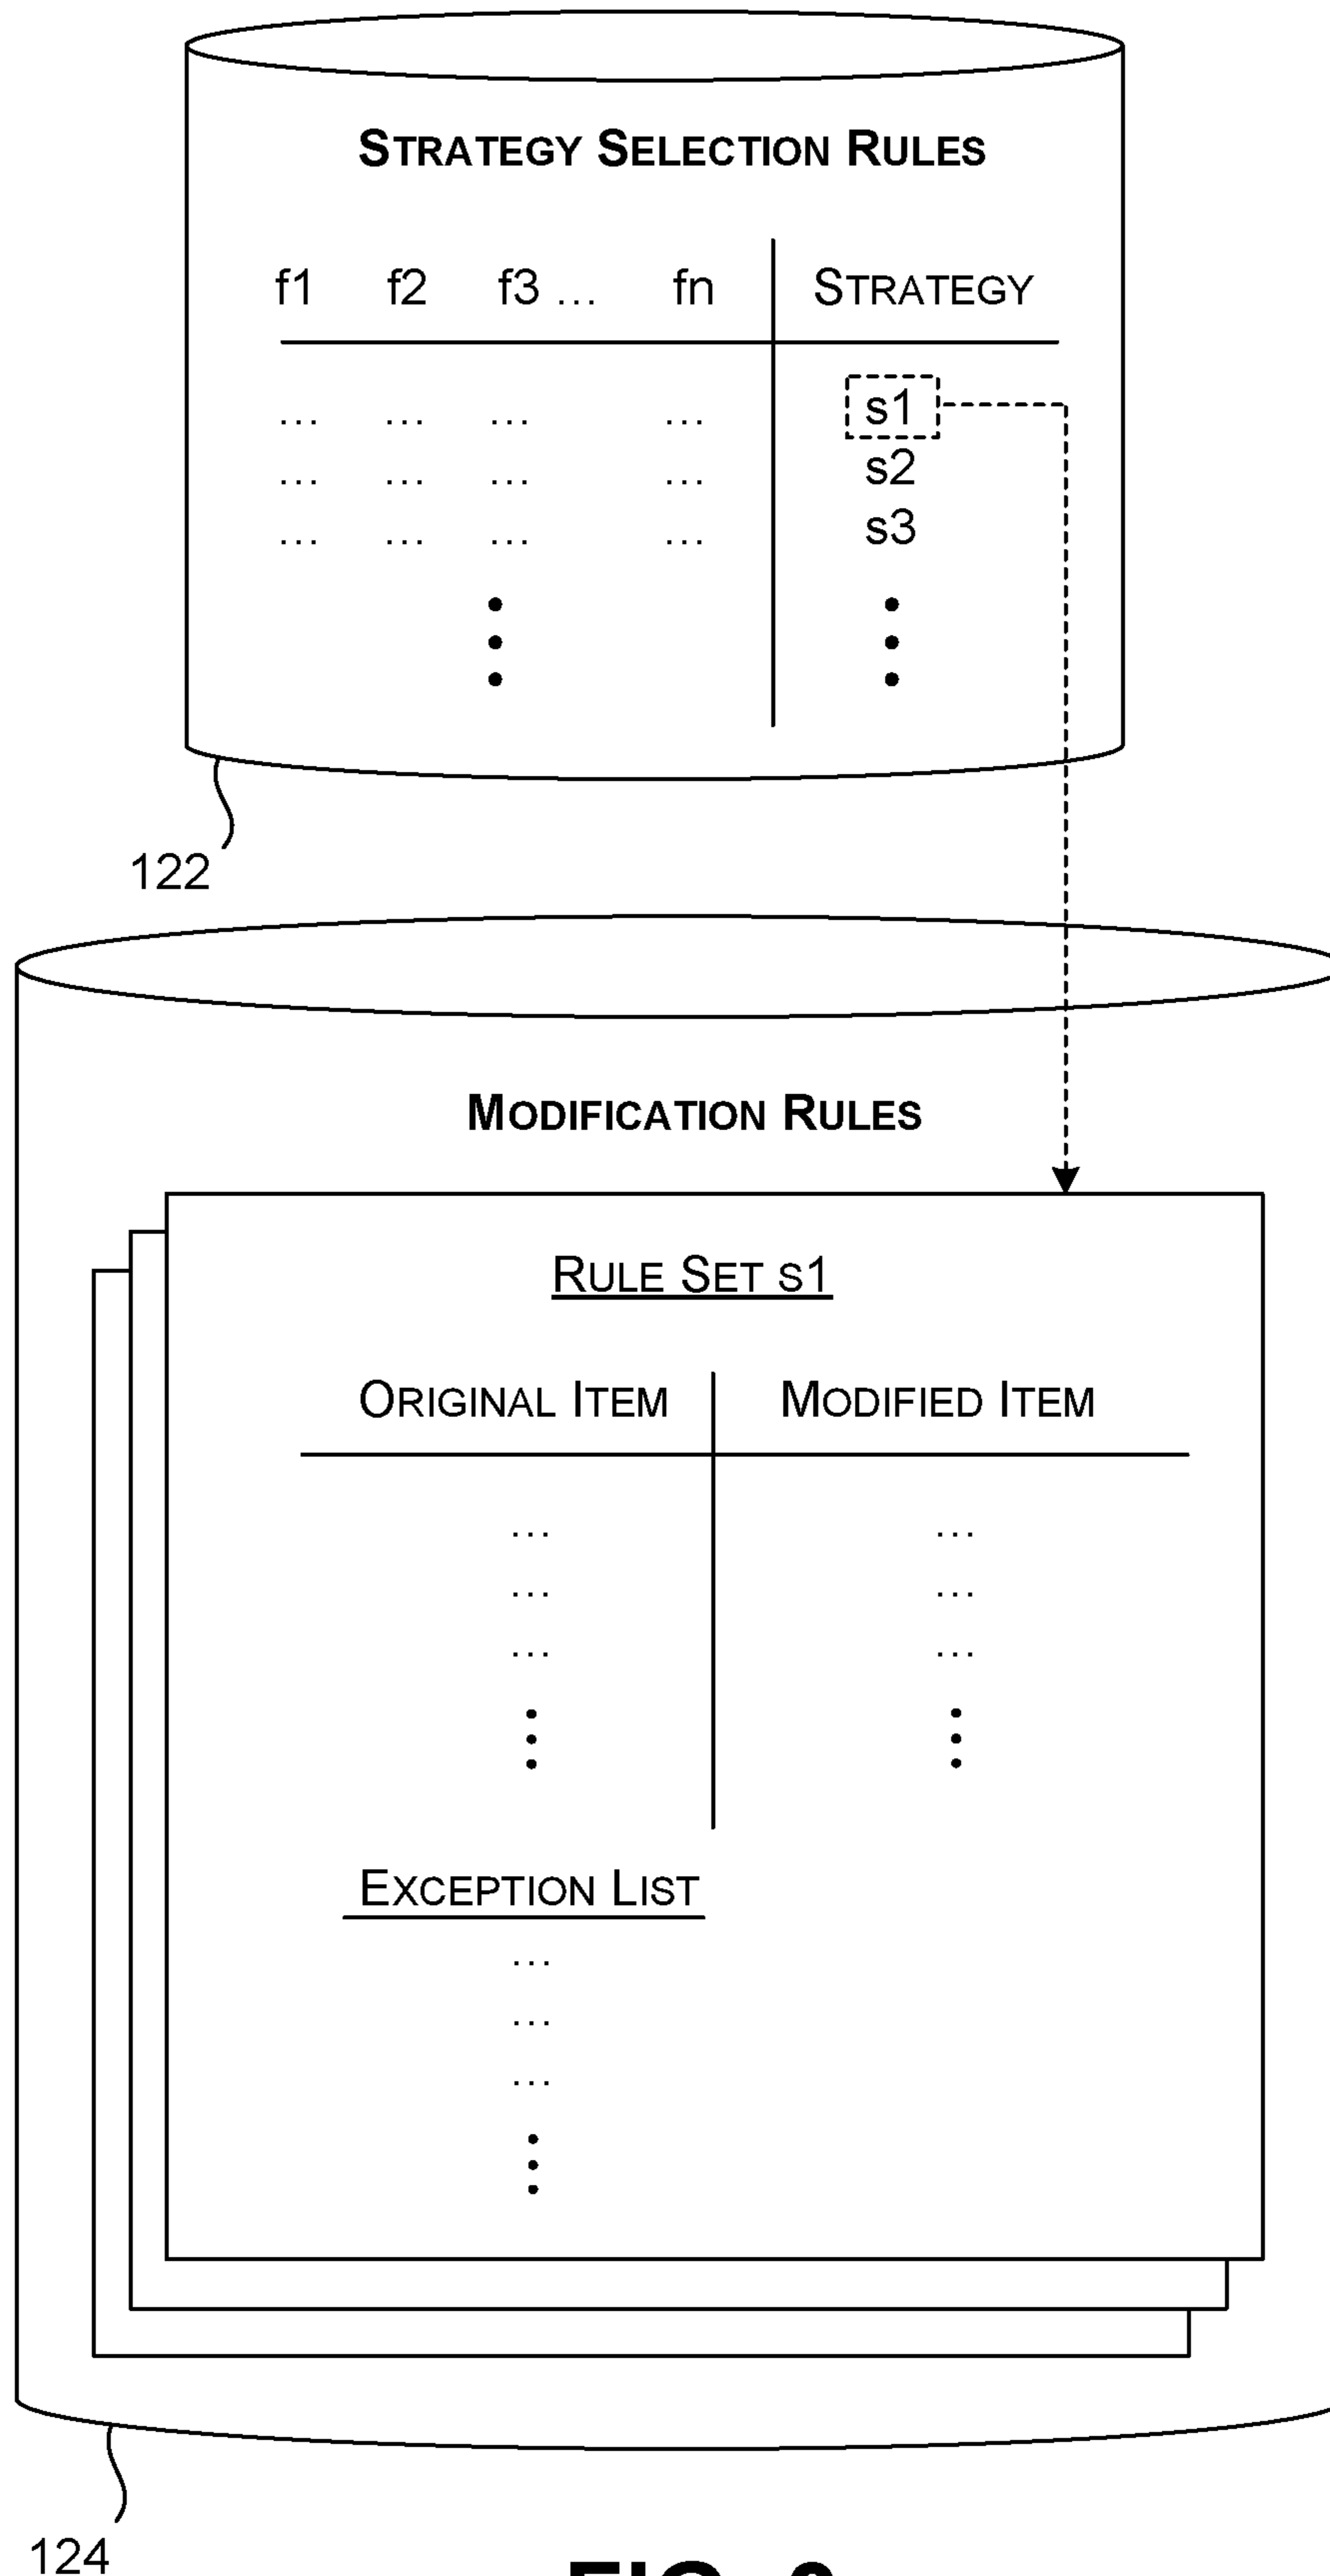 STRATEGY SELECTION RULES
f1 f2 f3 ... fn STRATEGY
... ... ... ... s1
... ... ... ... s2
... ... ... ... s3
122
MODIFICATION RULES
RULE SET S1
ORIGINAL ITEM MODIFIED ITEM
... ...
... ...
... ...
EXCEPTION LIST
...
...
...
124
FIG.